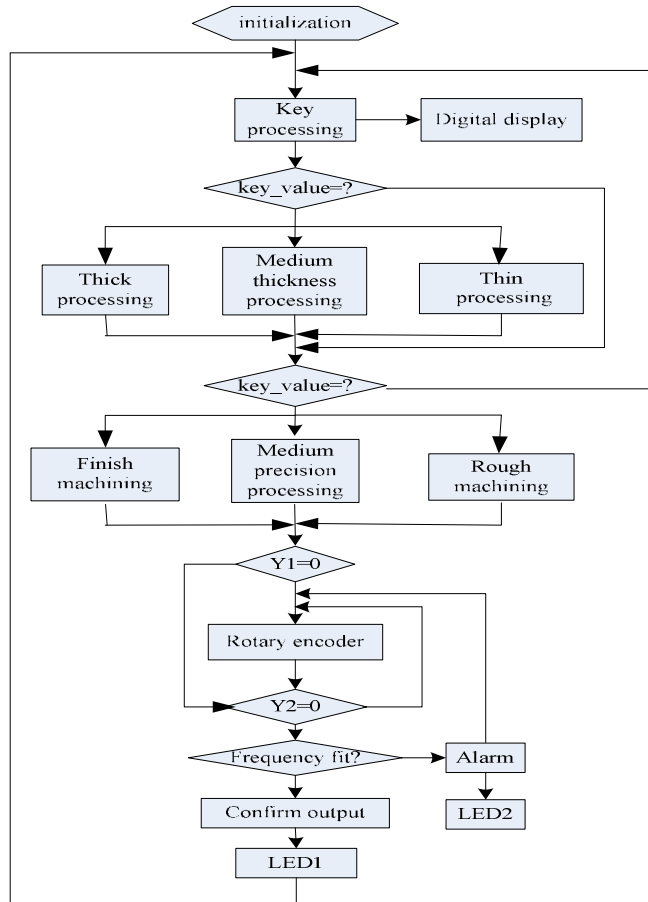 initialization
Key
processing
Digital display
key_value=?
Thick
processing
Medium
thickness
processing
Thin
processing
key_value=?
Finish
machining
Medium
precision
processing
Rough
machining
Y1=0
Rotary encoder
Y2=0
Frequency fit?
Alarm
Confirm output
LED2
LED1